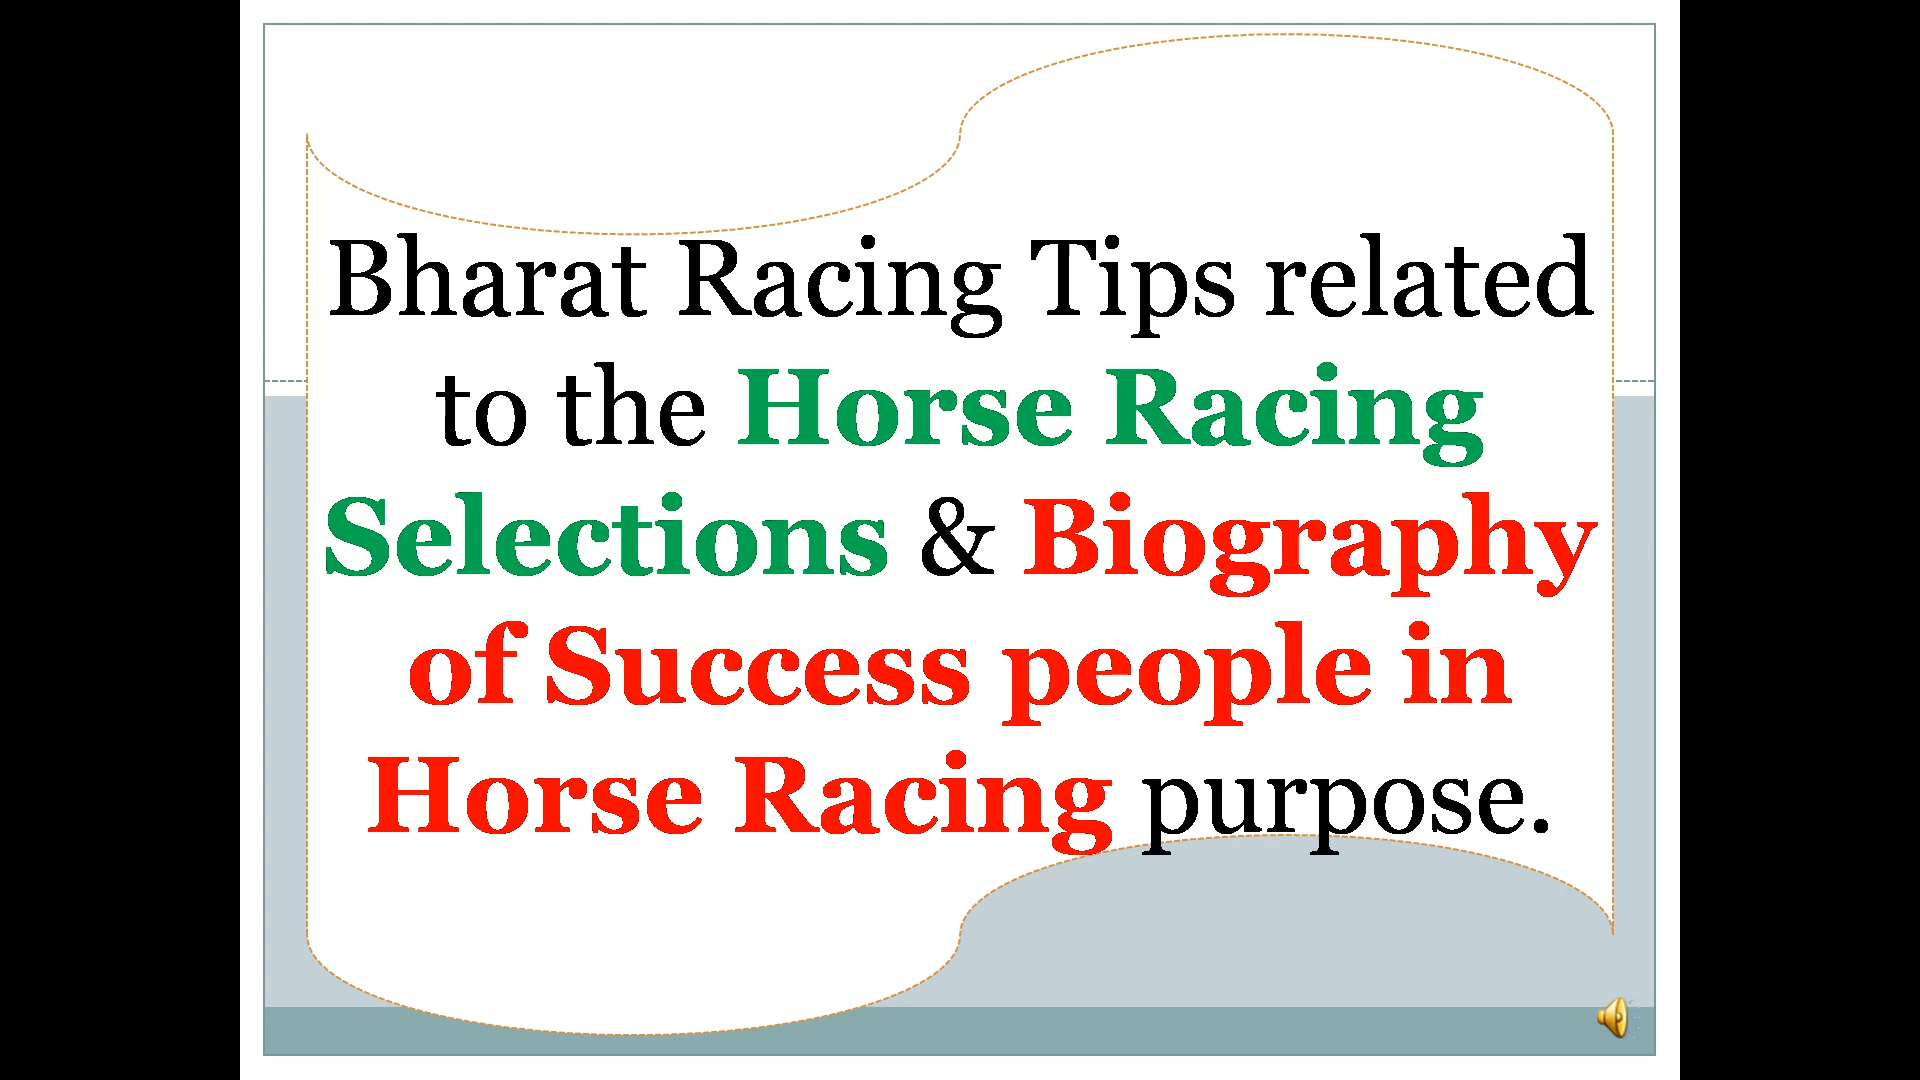 Bharat Racing Tips related
to the Horse Racing
Selections & Biography
of Success people in
Horse Racing purpose.